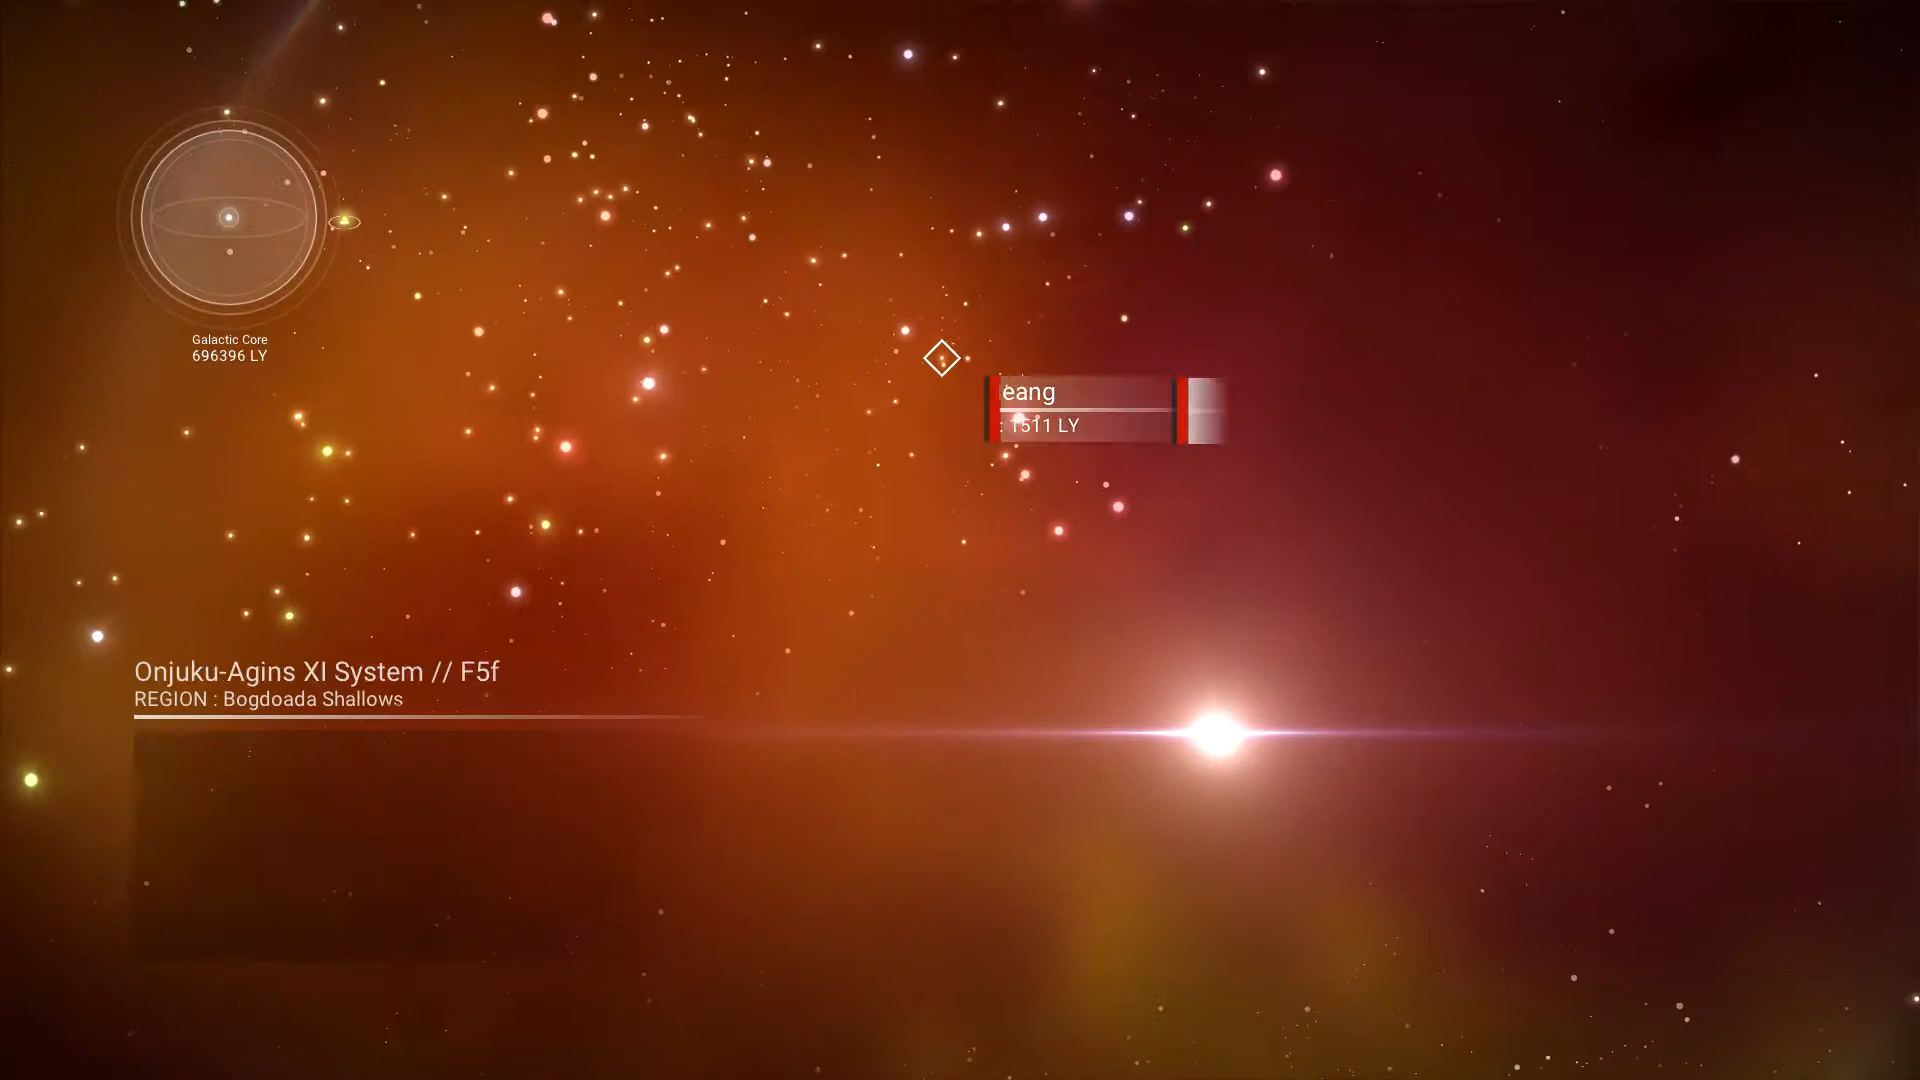 Galactic Core
696396 LY
eang
: 1511 LY
Onjuku-Agins XI System // F5f
REGION : Bogdoada Shallows